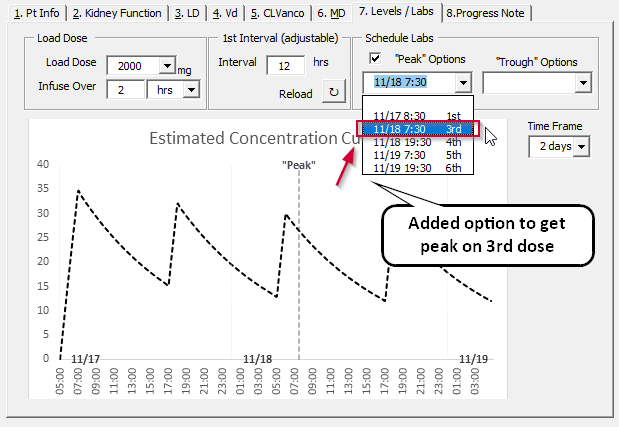 1. Pt Info
2. Kidney Function
3. LD
4. Vd
5. CLVanco
6. MD
7. Levels / Labs
8.Progress Note
Load Dose
1st Interval (adjustable)
Schedule Labs
Load Dose 2000 mg
Infuse Over 2 hrs
Interval 12 hrs
Reload ↻
"Peak" Options
"Trough" Options
11/18 7:30
11/17 8:30 1st
11/18 7:30 3rd
11/18 19:30 4th
11/19 7:30 5th
11/19 19:30 6th
Time Frame
2 days
Estimated Concentration Cu
"Peak"
Added option to get
peak on 3rd dose
40
35
30
25
20
15
10
5
0
11/17 11/18 11/19
05:00 07:00 09:00 11:00 13:00 15:00 17:00 19:00 21:00 23:00 01:00 03:00 05:00 07:00 09:00 11:00 13:00 15:00 17:00 19:00 21:00 23:00 01:00 03:00